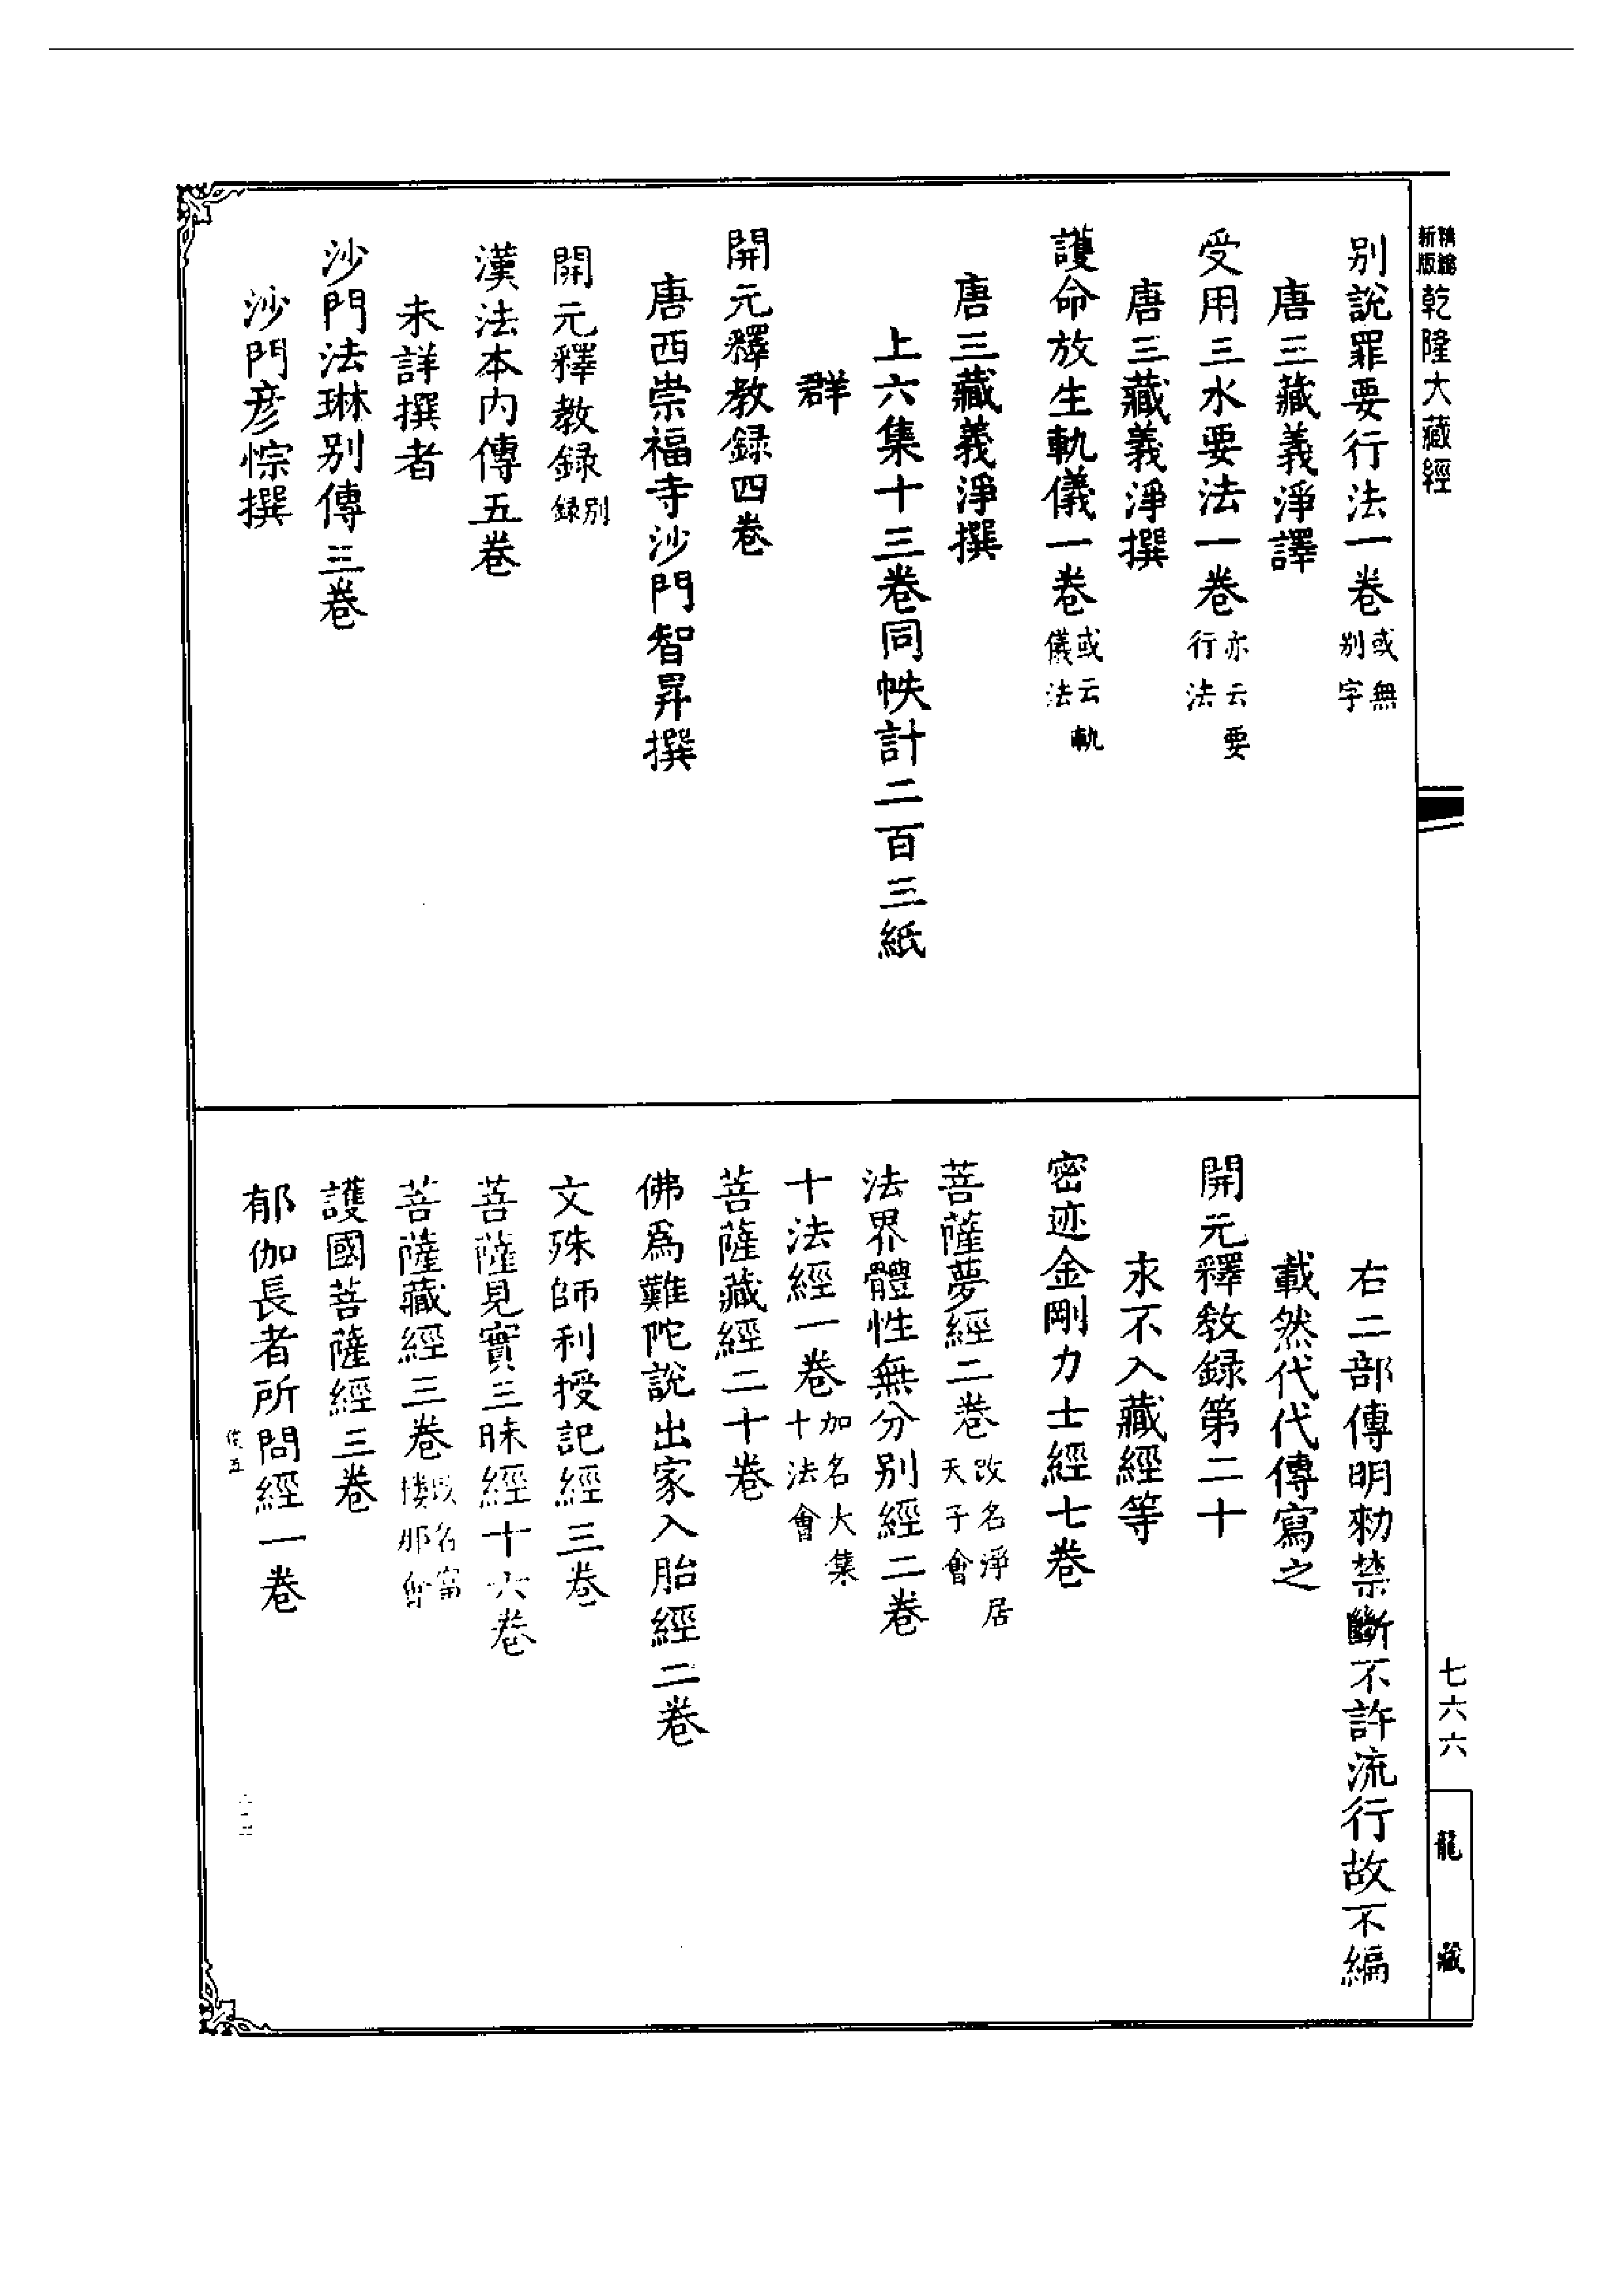 精縮新版乾隆大藏經
七六六
龍藏
別說罪要行法一卷或無別字
唐三藏義淨譯
受用三水要法一卷亦云要行法
唐三藏義淨撰
護命放生軌儀一卷或云軌儀法
唐三藏義淨撰
上六集十三卷同帙計二百三紙
群
開元釋教録四卷
唐西崇福寺沙門智昇撰
開元釋教録別録
漢法本內傳五卷
未詳撰者
沙門法琳別傳三卷
沙門彥悰撰
右二部傳明勑禁斷不許流行故不編
載然代代傳寫之
開元釋教録第二十
末不入藏經等
密迹金剛力士經七卷
菩薩夢經二卷改名淨居天子會
法界體性無分別經二卷
十法經一卷加名大集十法會
菩薩藏經二十卷
佛爲難陀說出家入胎經二卷
文殊師利授記經三卷
菩薩見實三昧經十六卷
菩薩藏經三卷改名富樓那會
護國菩薩經三卷
郁伽長者所問經一卷